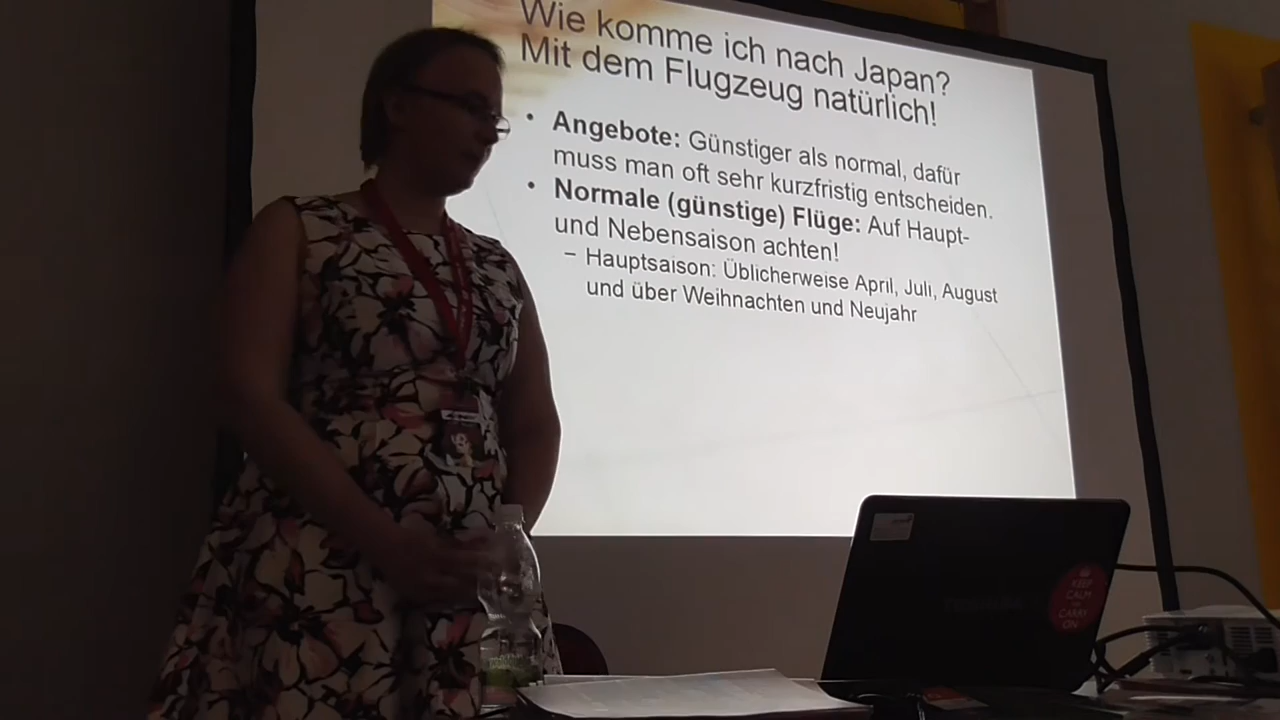 Wie komme ich nach Japan?
Mit dem Flugzeug natürlich!
• Angebote: Günstiger als normal, dafür
muss man oft sehr kurzfristig entscheiden.
• Normale (günstige) Flüge: Auf Haupt-
und Nebensaison achten!
– Hauptsaison: Üblicherweise April, Juli, August
und über Weihnachten und Neujahr
KEEP
CALM
CARRY
ON